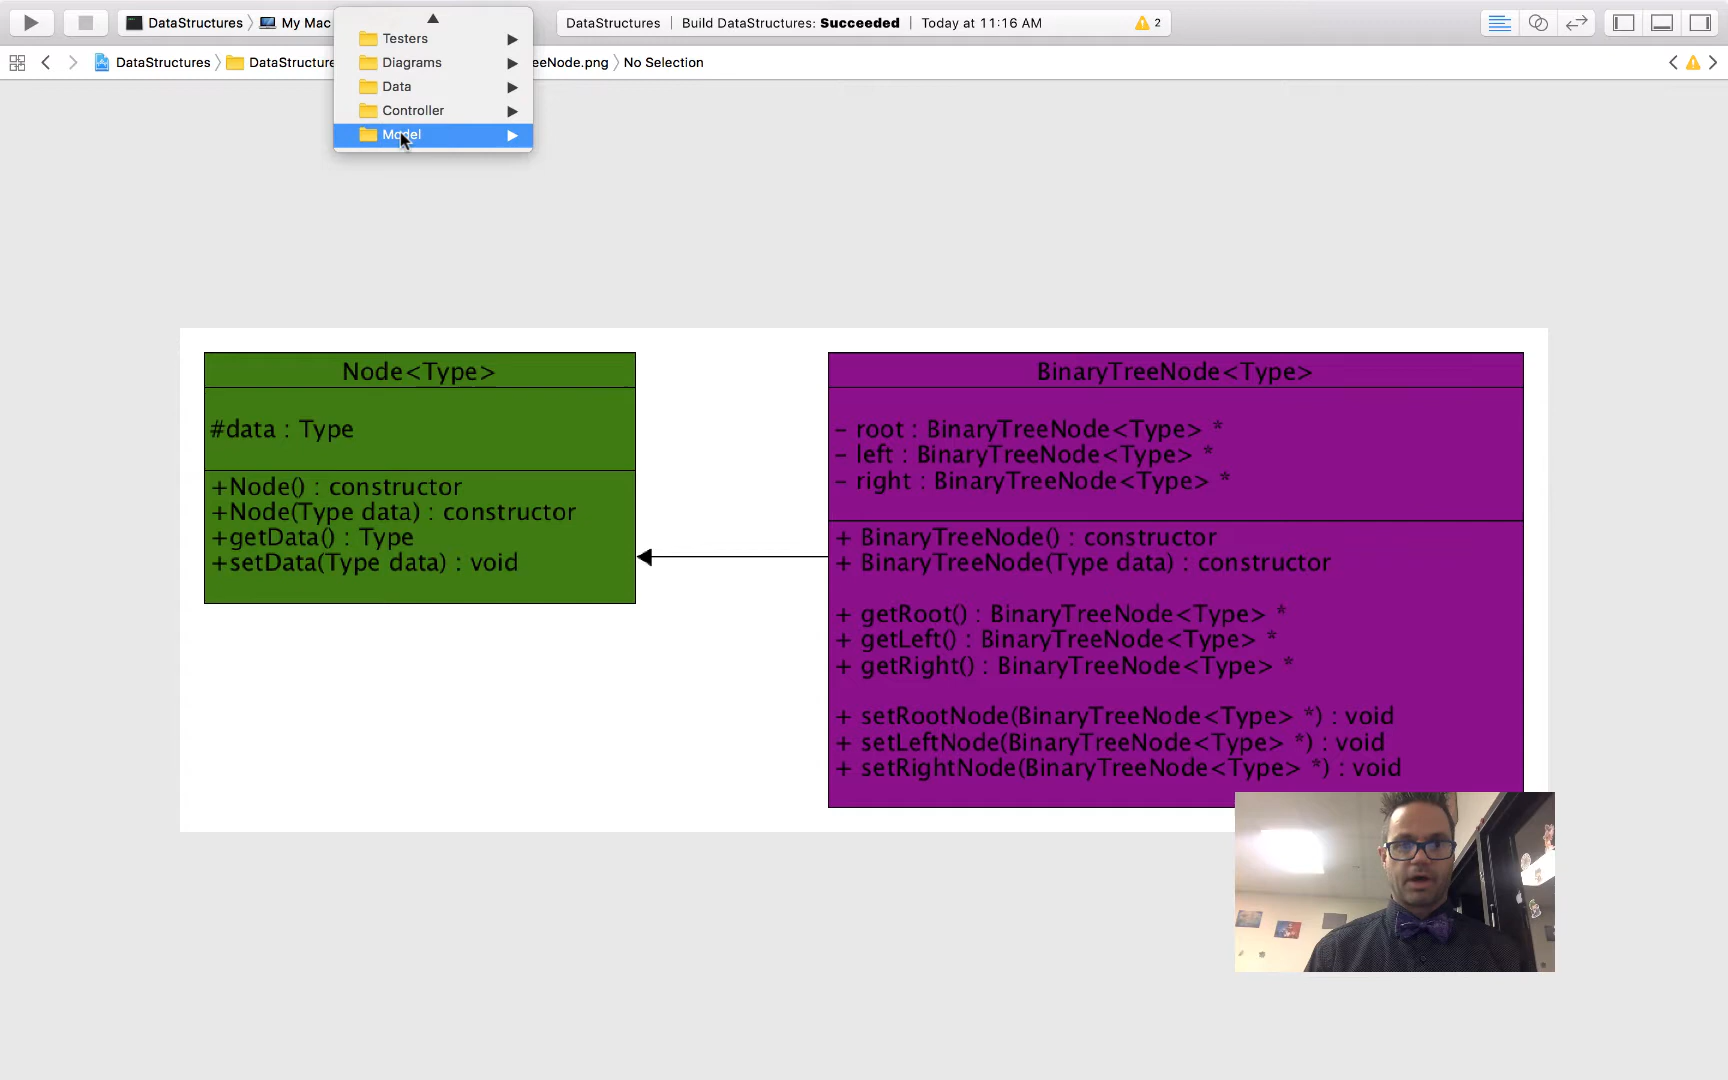 DataStructures
My Mac
DataStructures
Build DataStructures: Succeeded
Today at 11:16 AM
2
DataStructures
DataStructure
eeNode.png
No Selection
Testers
Diagrams
Data
Controller
Model
Node<Type>
#data : Type
+Node() : constructor
+Node(Type data) : constructor
+getData() : Type
+setData(Type data) : void
BinaryTreeNode<Type>
- root : BinaryTreeNode<Type> *
- left : BinaryTreeNode<Type> *
- right : BinaryTreeNode<Type> *
+ BinaryTreeNode() : constructor
+ BinaryTreeNode(Type data) : constructor
+ getRoot() : BinaryTreeNode<Type> *
+ getLeft() : BinaryTreeNode<Type> *
+ getRight() : BinaryTreeNode<Type> *
+ setRootNode(BinaryTreeNode<Type> *) : void
+ setLeftNode(BinaryTreeNode<Type> *) : void
+ setRightNode(BinaryTreeNode<Type> *) : void